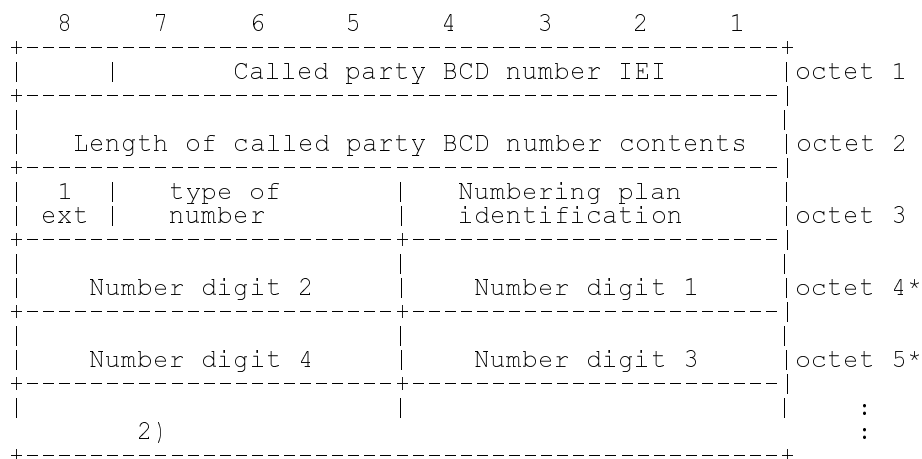 8 7 6 5 4 3 2 1
Called party BCD number IEI octet 1
Length of called party BCD number contents octet 2
1 type of Numbering plan
ext number identification octet 3
Number digit 2 Number digit 1 octet 4*
Number digit 4 Number digit 3 octet 5*
:
2) :